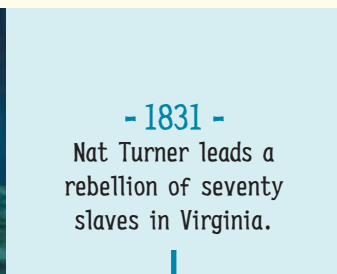 - 1831 -
Nat Turner leads a
rebellion of seventy
slaves in Virginia.